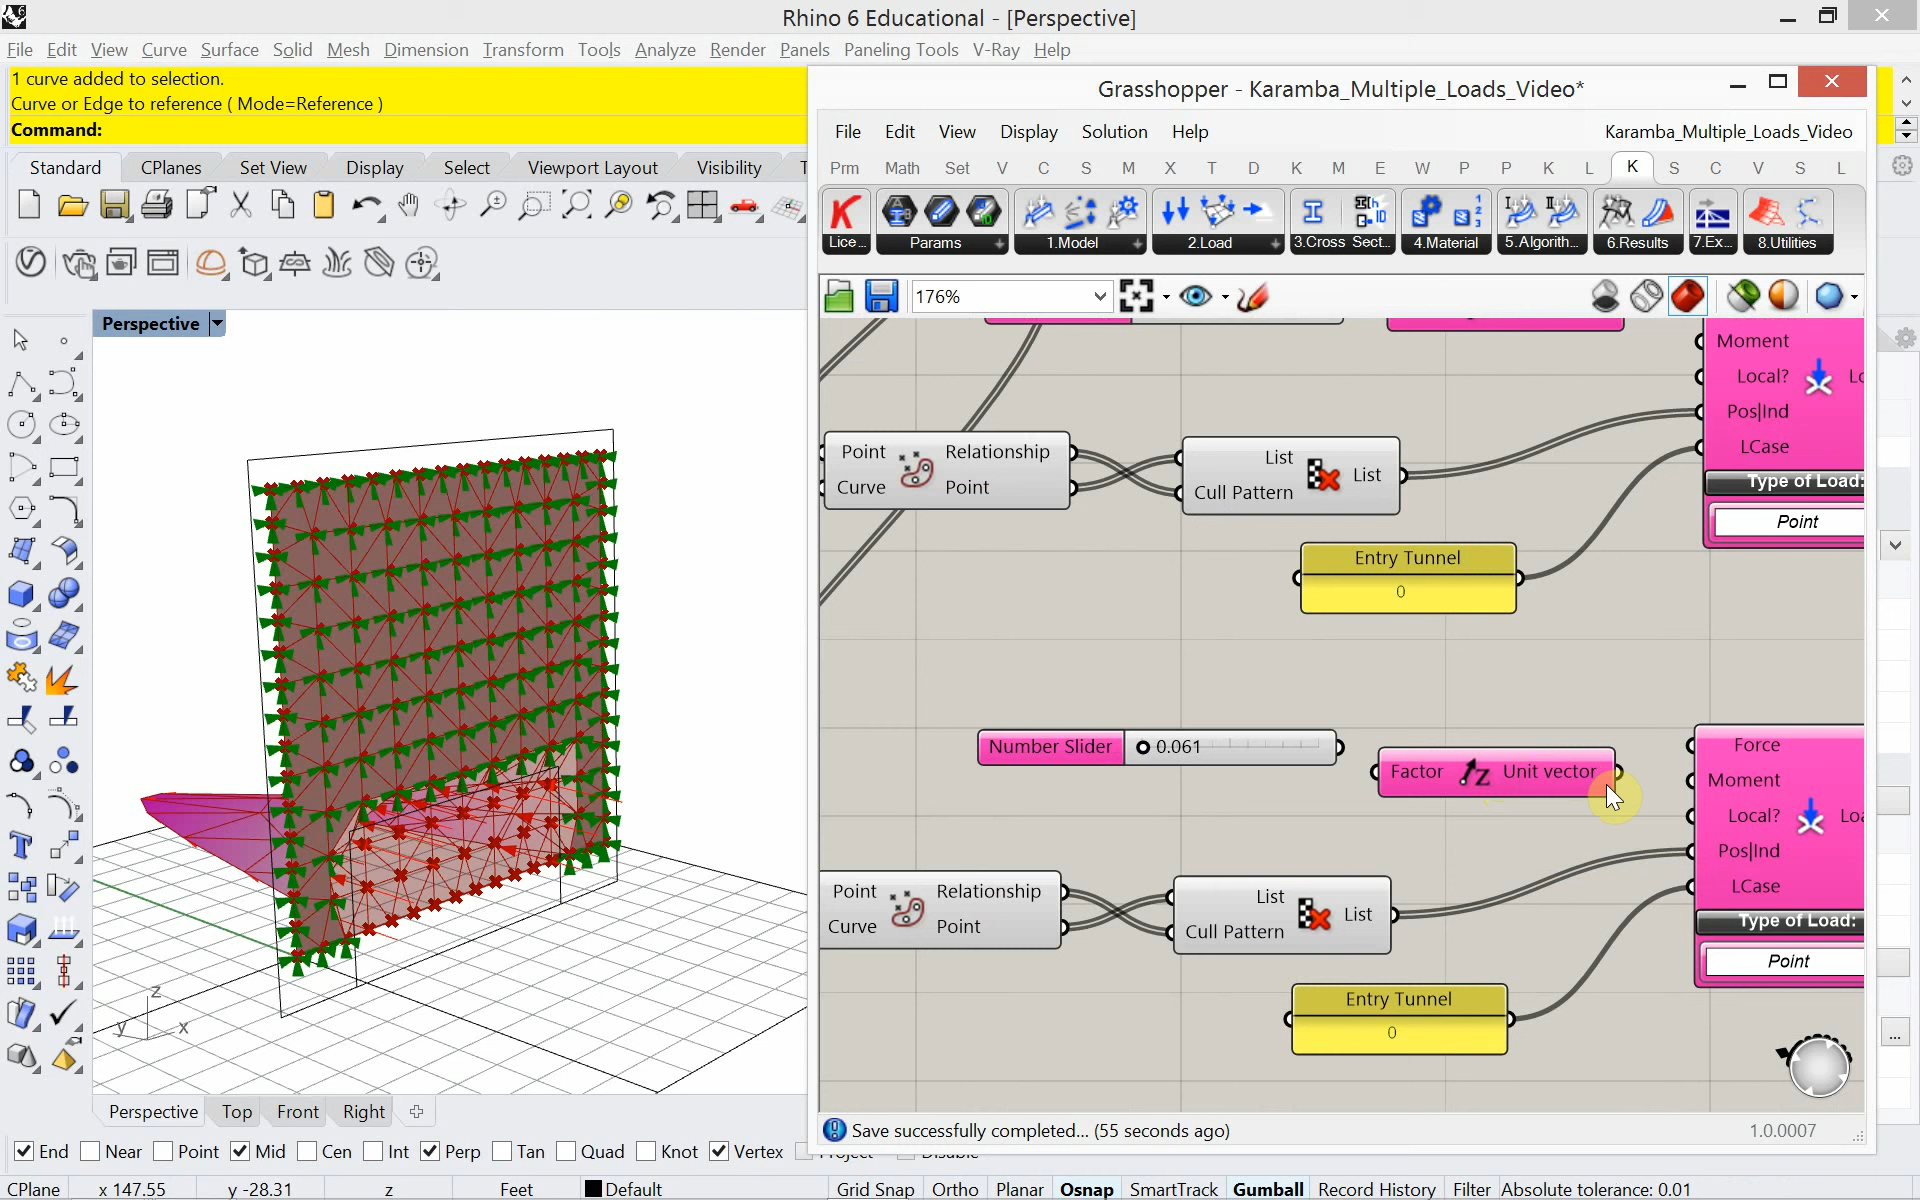 Rhino 6 Educational - [Perspective]
File Edit View Curve Surface Solid Mesh Dimension Transform Tools Analyze Render Panels Paneling Tools V-Ray Help
1 curve added to selection.
Curve or Edge to reference ( Mode=Reference )
Command:
Standard CPlanes Set View Display Select Viewport Layout Visibility
Grasshopper - Karamba_Multiple_Loads_Video*
File Edit View Display Solution Help Karamba_Multiple_Loads_Video
Prm Math Set V C S M X T D K M E W P P K L K S C V S L
Lice... Params 1.Model 2.Load 3.Cross Sect... 4.Material 5.Algorith... 6.Results 7.Ex... 8.Utilities
176%
Perspective
Moment
Local? Lo
Pos|Ind
LCase
Type of Load:
Point
Point Relationship
Curve Point
List
Cull Pattern
List
Entry Tunnel
0
Number Slider 0.061
Factor Unit vector
Force
Moment
Local? Loa
Pos|Ind
LCase
Type of Load:
Point
Point Relationship
Curve Point
List
Cull Pattern
List
Entry Tunnel
0
z
y x
Perspective Top Front Right
Save successfully completed... (55 seconds ago) 1.0.0007
End Near Point Mid Cen Int Perp Tan Quad Knot Vertex Project Disable
CPlane x 147.55 y -28.31 z Feet Default Grid Snap Ortho Planar Osnap SmartTrack Gumball Record History Filter Absolute tolerance: 0.01